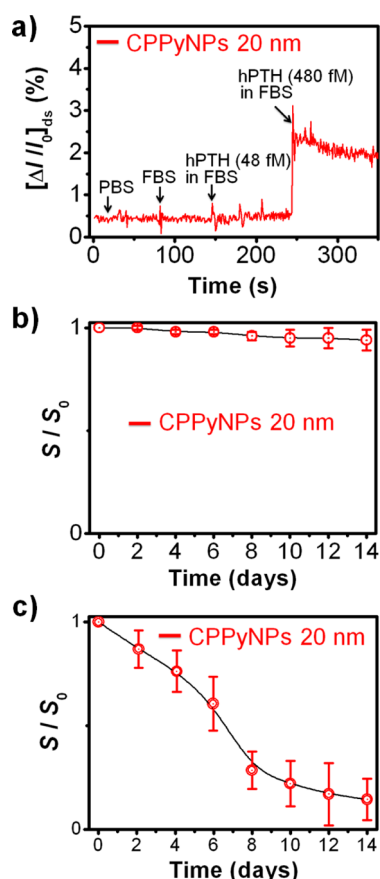 a)
CPPyNPs 20 nm
hPTH (480 fM)
in FBS
hPTH (48 fM)
in FBS
FBS
PBS
[ΔI /I0]ds (%)
5
4
3
2
1
0
0 100 200 300
Time (s)
b)
CPPyNPs 20 nm
S / S0
1
0
0 2 4 6 8 10 12 14
Time (days)
c)
CPPyNPs 20 nm
S / S0
1
0
0 2 4 6 8 10 12 14
Time (days)